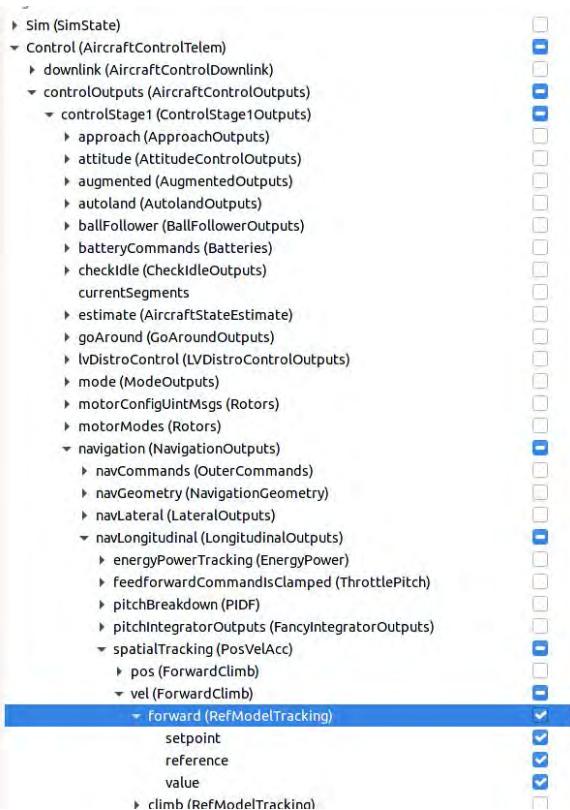 Sim (SimState)
Control (AircraftControlTelem)
downlink (AircraftControlDownlink)
controlOutputs (AircraftControlOutputs)
controlStage1 (ControlStage1Outputs)
approach (ApproachOutputs)
attitude (AttitudeControlOutputs)
augmented (AugmentedOutputs)
autoland (AutolandOutputs)
ballFollower (BallFollowerOutputs)
batteryCommands (Batteries)
checkIdle (CheckIdleOutputs)
currentSegments
estimate (AircraftStateEstimate)
goAround (GoAroundOutputs)
lvDistroControl (LVDistroControlOutputs)
mode (ModeOutputs)
motorConfigUintMsgs (Rotors)
motorModes (Rotors)
navigation (NavigationOutputs)
navCommands (OuterCommands)
navGeometry (NavigationGeometry)
navLateral (LateralOutputs)
navLongitudinal (LongitudinalOutputs)
energyPowerTracking (EnergyPower)
feedforwardCommandIsClamped (ThrottlePitch)
pitchBreakdown (PIDF)
pitchIntegratorOutputs (FancyIntegratorOutputs)
spatialTracking (PosVelAcc)
pos (ForwardClimb)
vel (ForwardClimb)
forward (RefModelTracking)
setpoint
reference
value
climb (RefModelTracking)